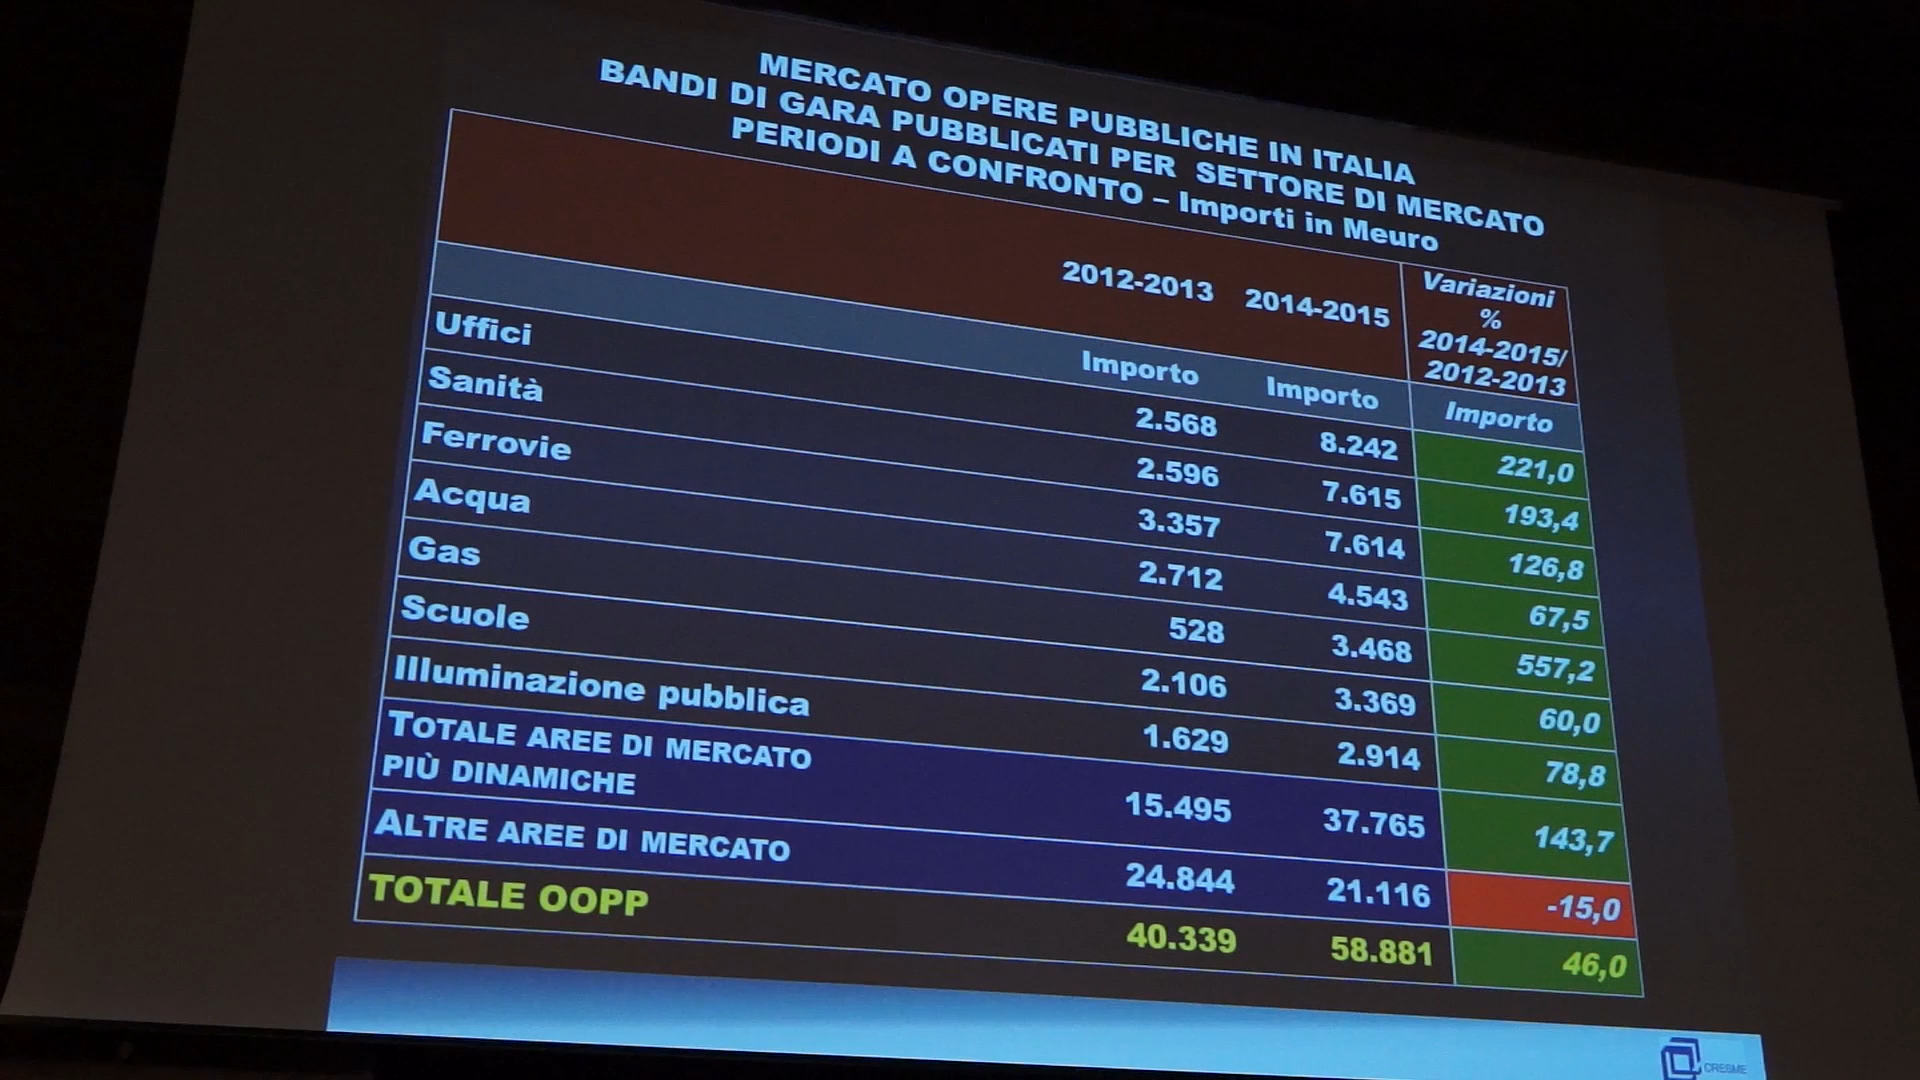 MERCATO OPERE PUBBLICHE IN ITALIA
BANDI DI GARA PUBBLICATI PER SETTORE DI MERCATO
PERIODI A CONFRONTO – Importi in Meuro
2012-2013 2014-2015 Variazioni
%
2014-2015/
2012-2013
Importo Importo Importo
Uffici 2.568 8.242 221,0
Sanità 2.596 7.615 193,4
Ferrovie 3.357 7.614 126,8
Acqua 2.712 4.543 67,5
Gas 528 3.468 557,2
Scuole 2.106 3.369 60,0
Illuminazione pubblica 1.629 2.914 78,8
TOTALE AREE DI MERCATO
PIÙ DINAMICHE 15.495 37.765 143,7
ALTRE AREE DI MERCATO 24.844 21.116 -15,0
TOTALE OOPP 40.339 58.881 46,0
CRESME